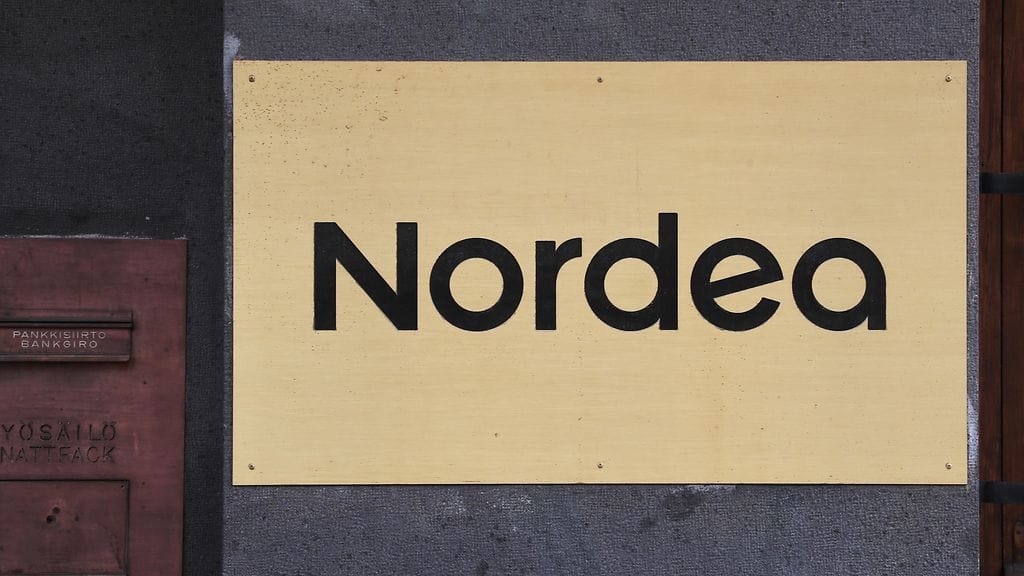 Nordea
PANKKISIIRTO
BANKGIRO
YÖSÄILÖ
NATTFACK